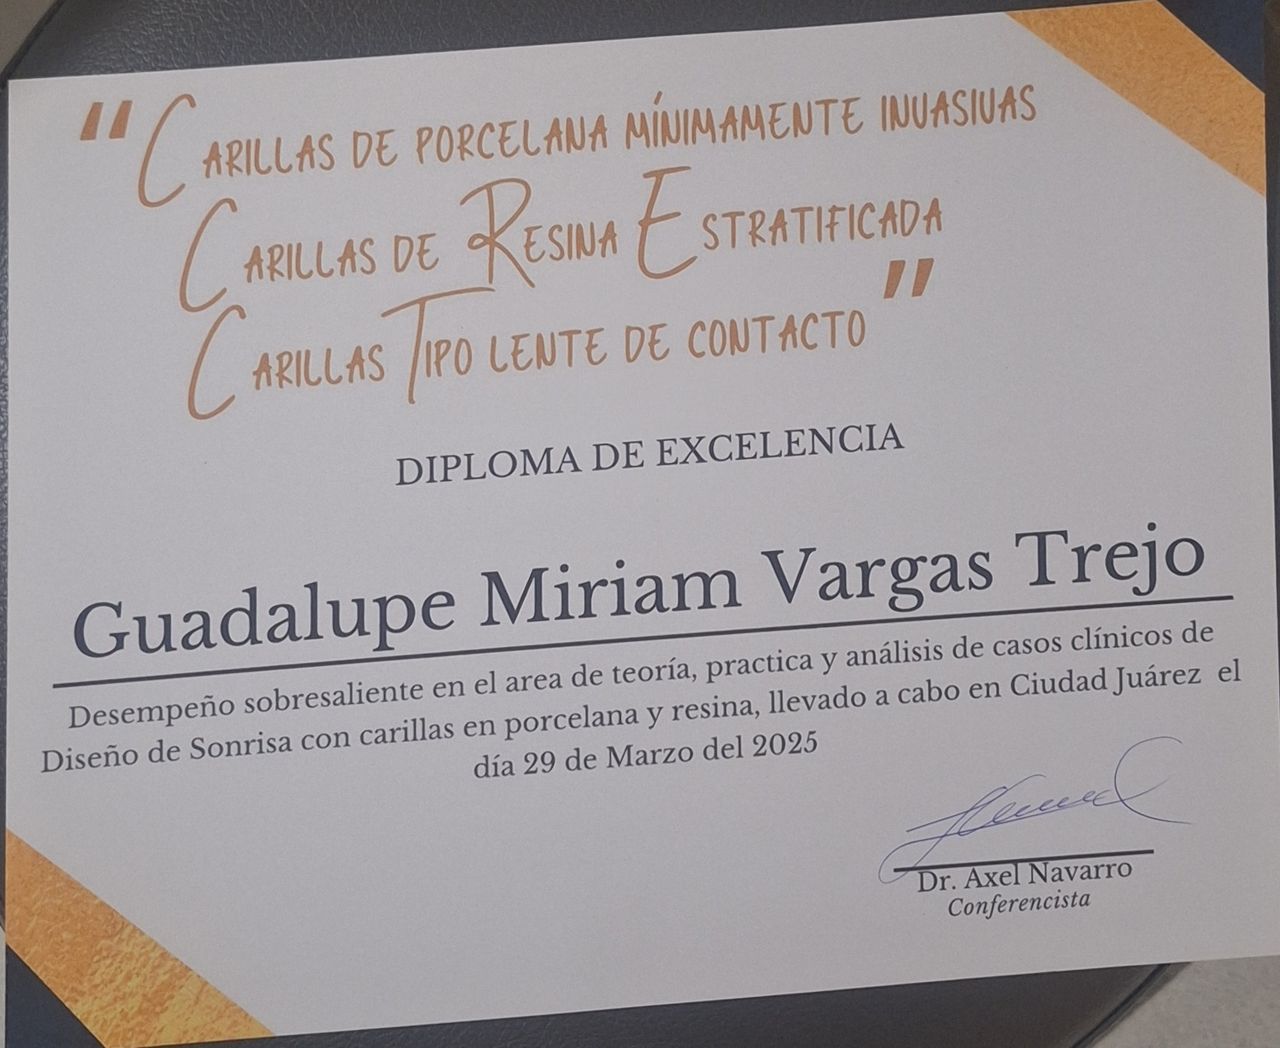 "CARILLAS DE PORCELANA MÍNIMAMENTE INVASIVAS
CARILLAS DE RESINA ESTRATIFICADA
CARILLAS TIPO LENTE DE CONTACTO"
DIPLOMA DE EXCELENCIA
Guadalupe Miriam Vargas Trejo
Desempeño sobresaliente en el area de teoría, practica y análisis de casos clínicos de
Diseño de Sonrisa con carillas en porcelana y resina, llevado a cabo en Ciudad Juárez el
día 29 de Marzo del 2025
Dr. Axel Navarro
Conferencista